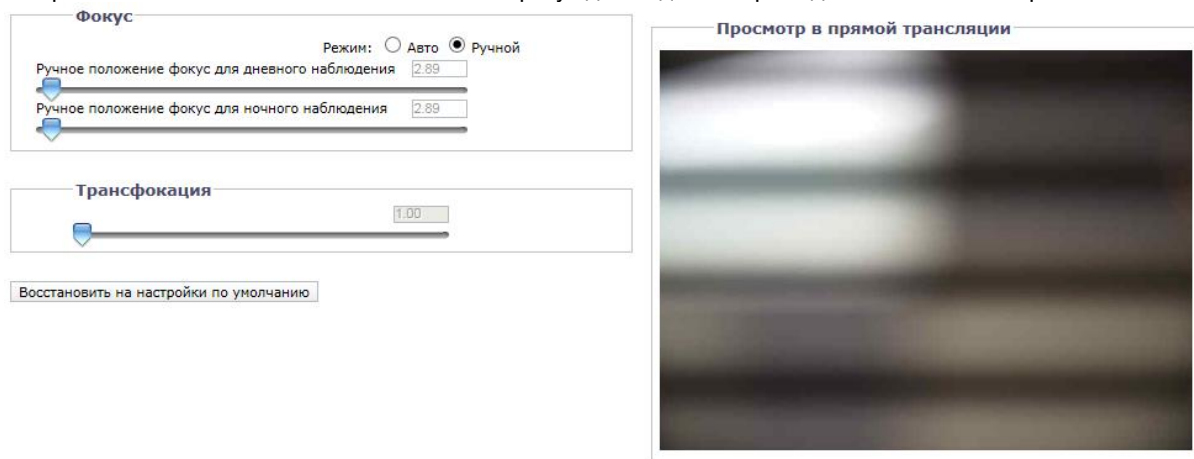 Фокус
Режим: Авто Ручной
Ручное положение фокус для дневного наблюдения 2.89
Ручное положение фокус для ночного наблюдения 2.89
Трансфокация
1.00
Восстановить на настройки по умолчанию
Просмотр в прямой трансляции